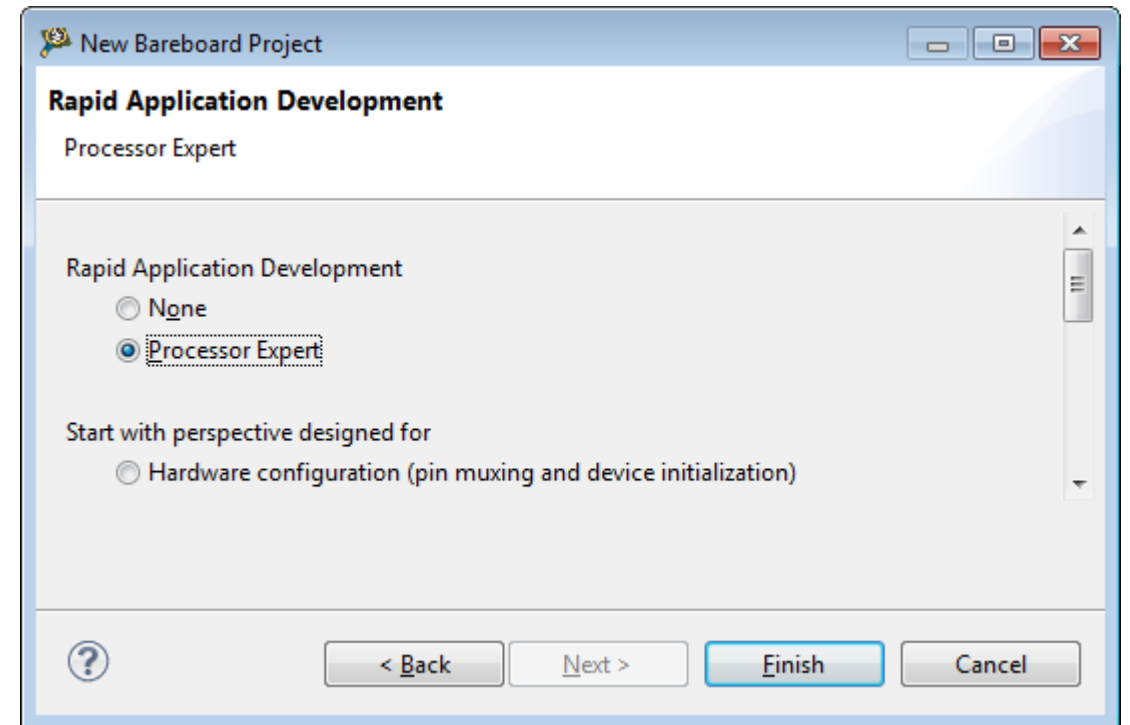 New Bareboard Project
Rapid Application Development
Processor Expert
Rapid Application Development
None
Processor Expert
Start with perspective designed for
Hardware configuration (pin muxing and device initialization)
? < Back Next > Finish Cancel